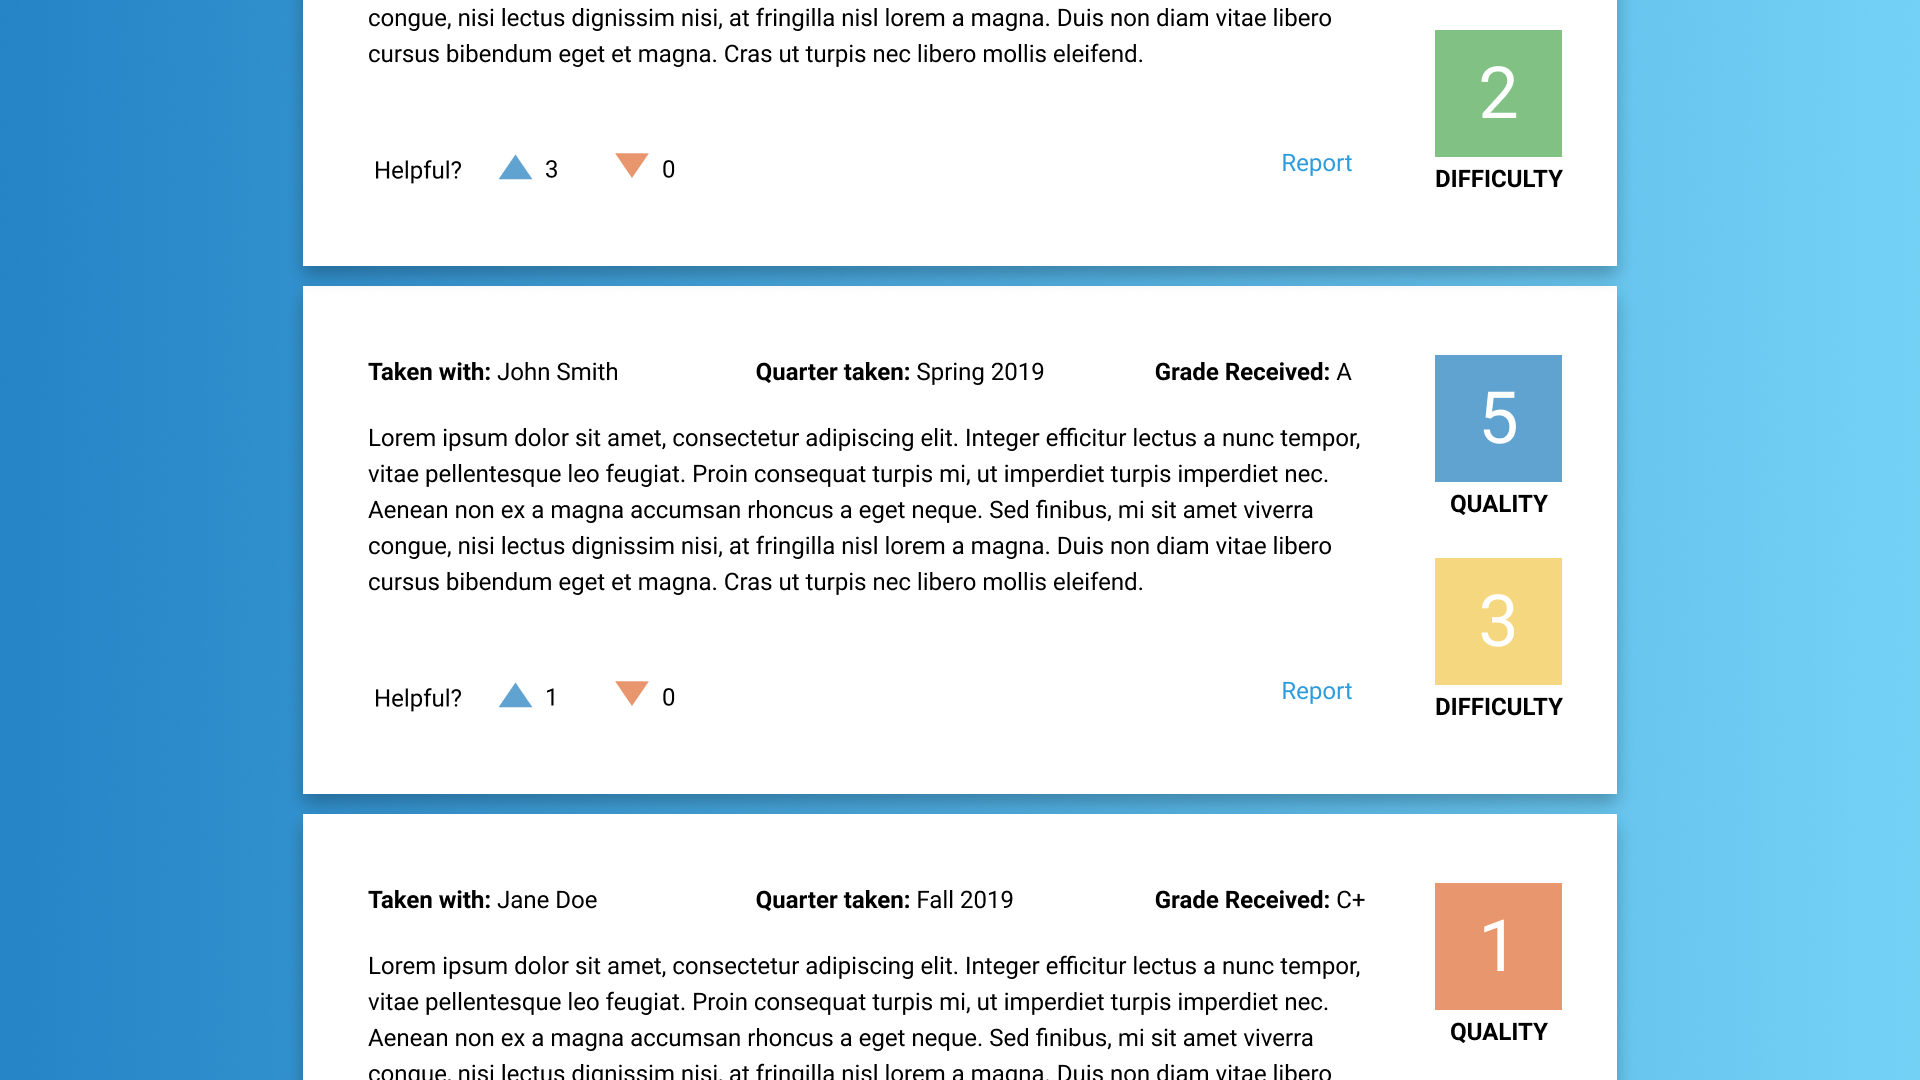 congue, nisi lectus dignissim nisi, at fringilla nisl lorem a magna. Duis non diam vitae libero
cursus bibendum eget et magna. Cras ut turpis nec libero mollis eleifend.
2
DIFFICULTY
Helpful? 3 0 Report
Taken with: John Smith Quarter taken: Spring 2019 Grade Received: A
Lorem ipsum dolor sit amet, consectetur adipiscing elit. Integer efficitur lectus a nunc tempor,
vitae pellentesque leo feugiat. Proin consequat turpis mi, ut imperdiet turpis imperdiet nec.
Aenean non ex a magna accumsan rhoncus a eget neque. Sed finibus, mi sit amet viverra
congue, nisi lectus dignissim nisi, at fringilla nisl lorem a magna. Duis non diam vitae libero
cursus bibendum eget et magna. Cras ut turpis nec libero mollis eleifend.
5
QUALITY
3
DIFFICULTY
Helpful? 1 0 Report
Taken with: Jane Doe Quarter taken: Fall 2019 Grade Received: C+
Lorem ipsum dolor sit amet, consectetur adipiscing elit. Integer efficitur lectus a nunc tempor,
vitae pellentesque leo feugiat. Proin consequat turpis mi, ut imperdiet turpis imperdiet nec.
Aenean non ex a magna accumsan rhoncus a eget neque. Sed finibus, mi sit amet viverra
congue, nisi lectus dignissim nisi, at fringilla nisl lorem a magna. Duis non diam vitae libero
1
QUALITY